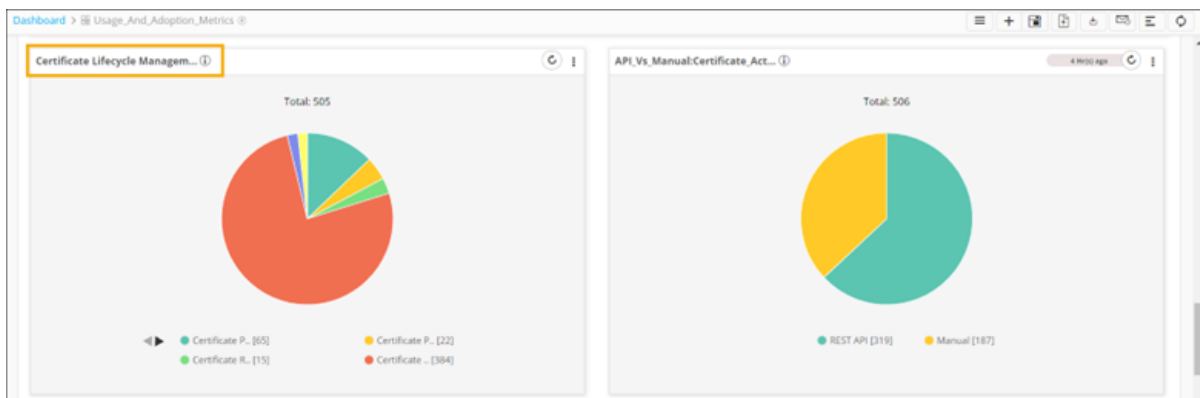 Dashboard > Usage_And_Adoption_Metrics
Certificate Lifecycle Managem...
Total: 505
Certificate P.. [65]
Certificate P.. [22]
Certificate R.. [15]
Certificate .. [384]
API_Vs_Manual:Certificate_Act...
4 Hr(s) ago
Total: 506
REST API [319]
Manual [187]